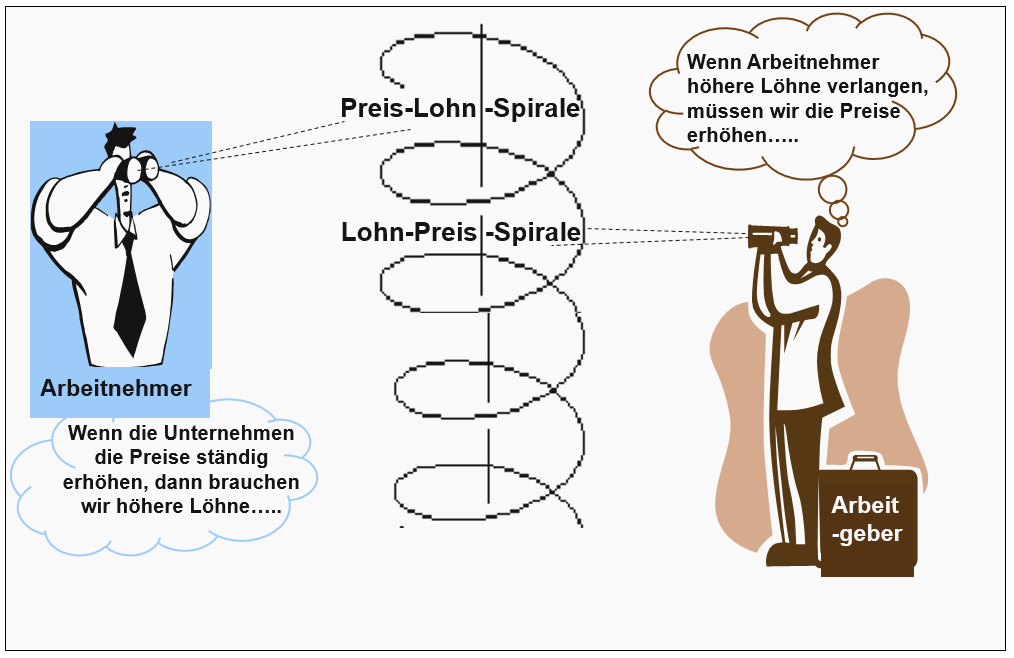 Preis-Lohn -Spirale
Lohn-Preis -Spirale
Wenn Arbeitnehmer
höhere Löhne verlangen,
müssen wir die Preise
erhöhen…..
Arbeitnehmer
Wenn die Unternehmen
die Preise ständig
erhöhen, dann brauchen
wir höhere Löhne…..
Arbeit
-geber